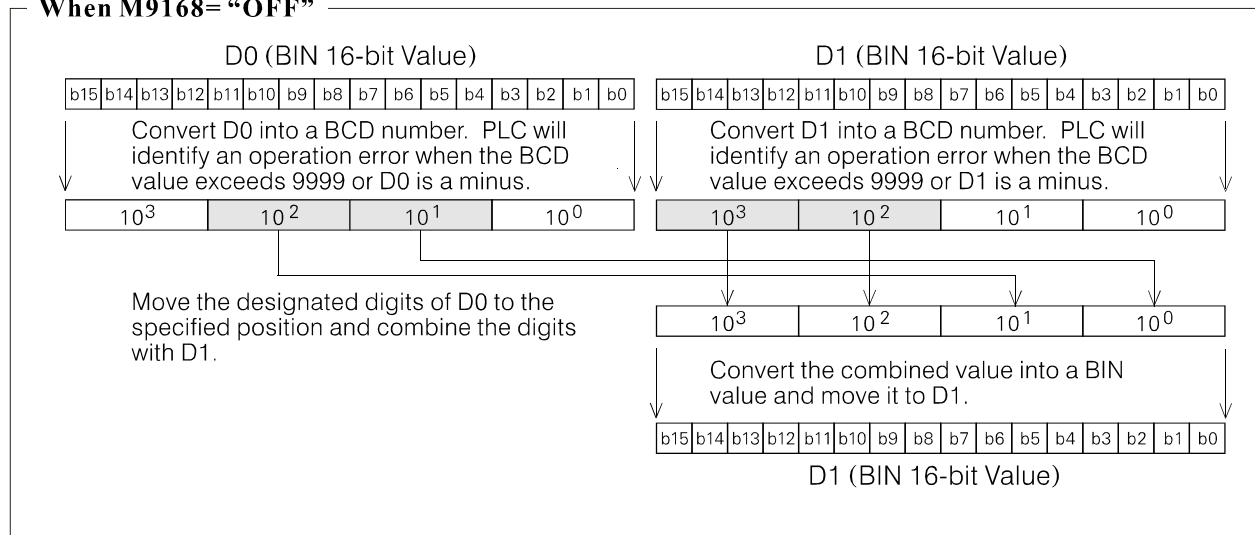 When M9168= “OFF”
D0 (BIN 16-bit Value)
D1 (BIN 16-bit Value)
b15 b14 b13 b12 b11 b10 b9 b8 b7 b6 b5 b4 b3 b2 b1 b0
b15 b14 b13 b12 b11 b10 b9 b8 b7 b6 b5 b4 b3 b2 b1 b0
Convert D0 into a BCD number. PLC will
identify an operation error when the BCD
value exceeds 9999 or D0 is a minus.
Convert D1 into a BCD number. PLC will
identify an operation error when the BCD
value exceeds 9999 or D1 is a minus.
10³ 10² 10¹ 10⁰
10³ 10² 10¹ 10⁰
Move the designated digits of D0 to the
specified position and combine the digits
with D1.
10³ 10² 10¹ 10⁰
Convert the combined value into a BIN
value and move it to D1.
b15 b14 b13 b12 b11 b10 b9 b8 b7 b6 b5 b4 b3 b2 b1 b0
D1 (BIN 16-bit Value)